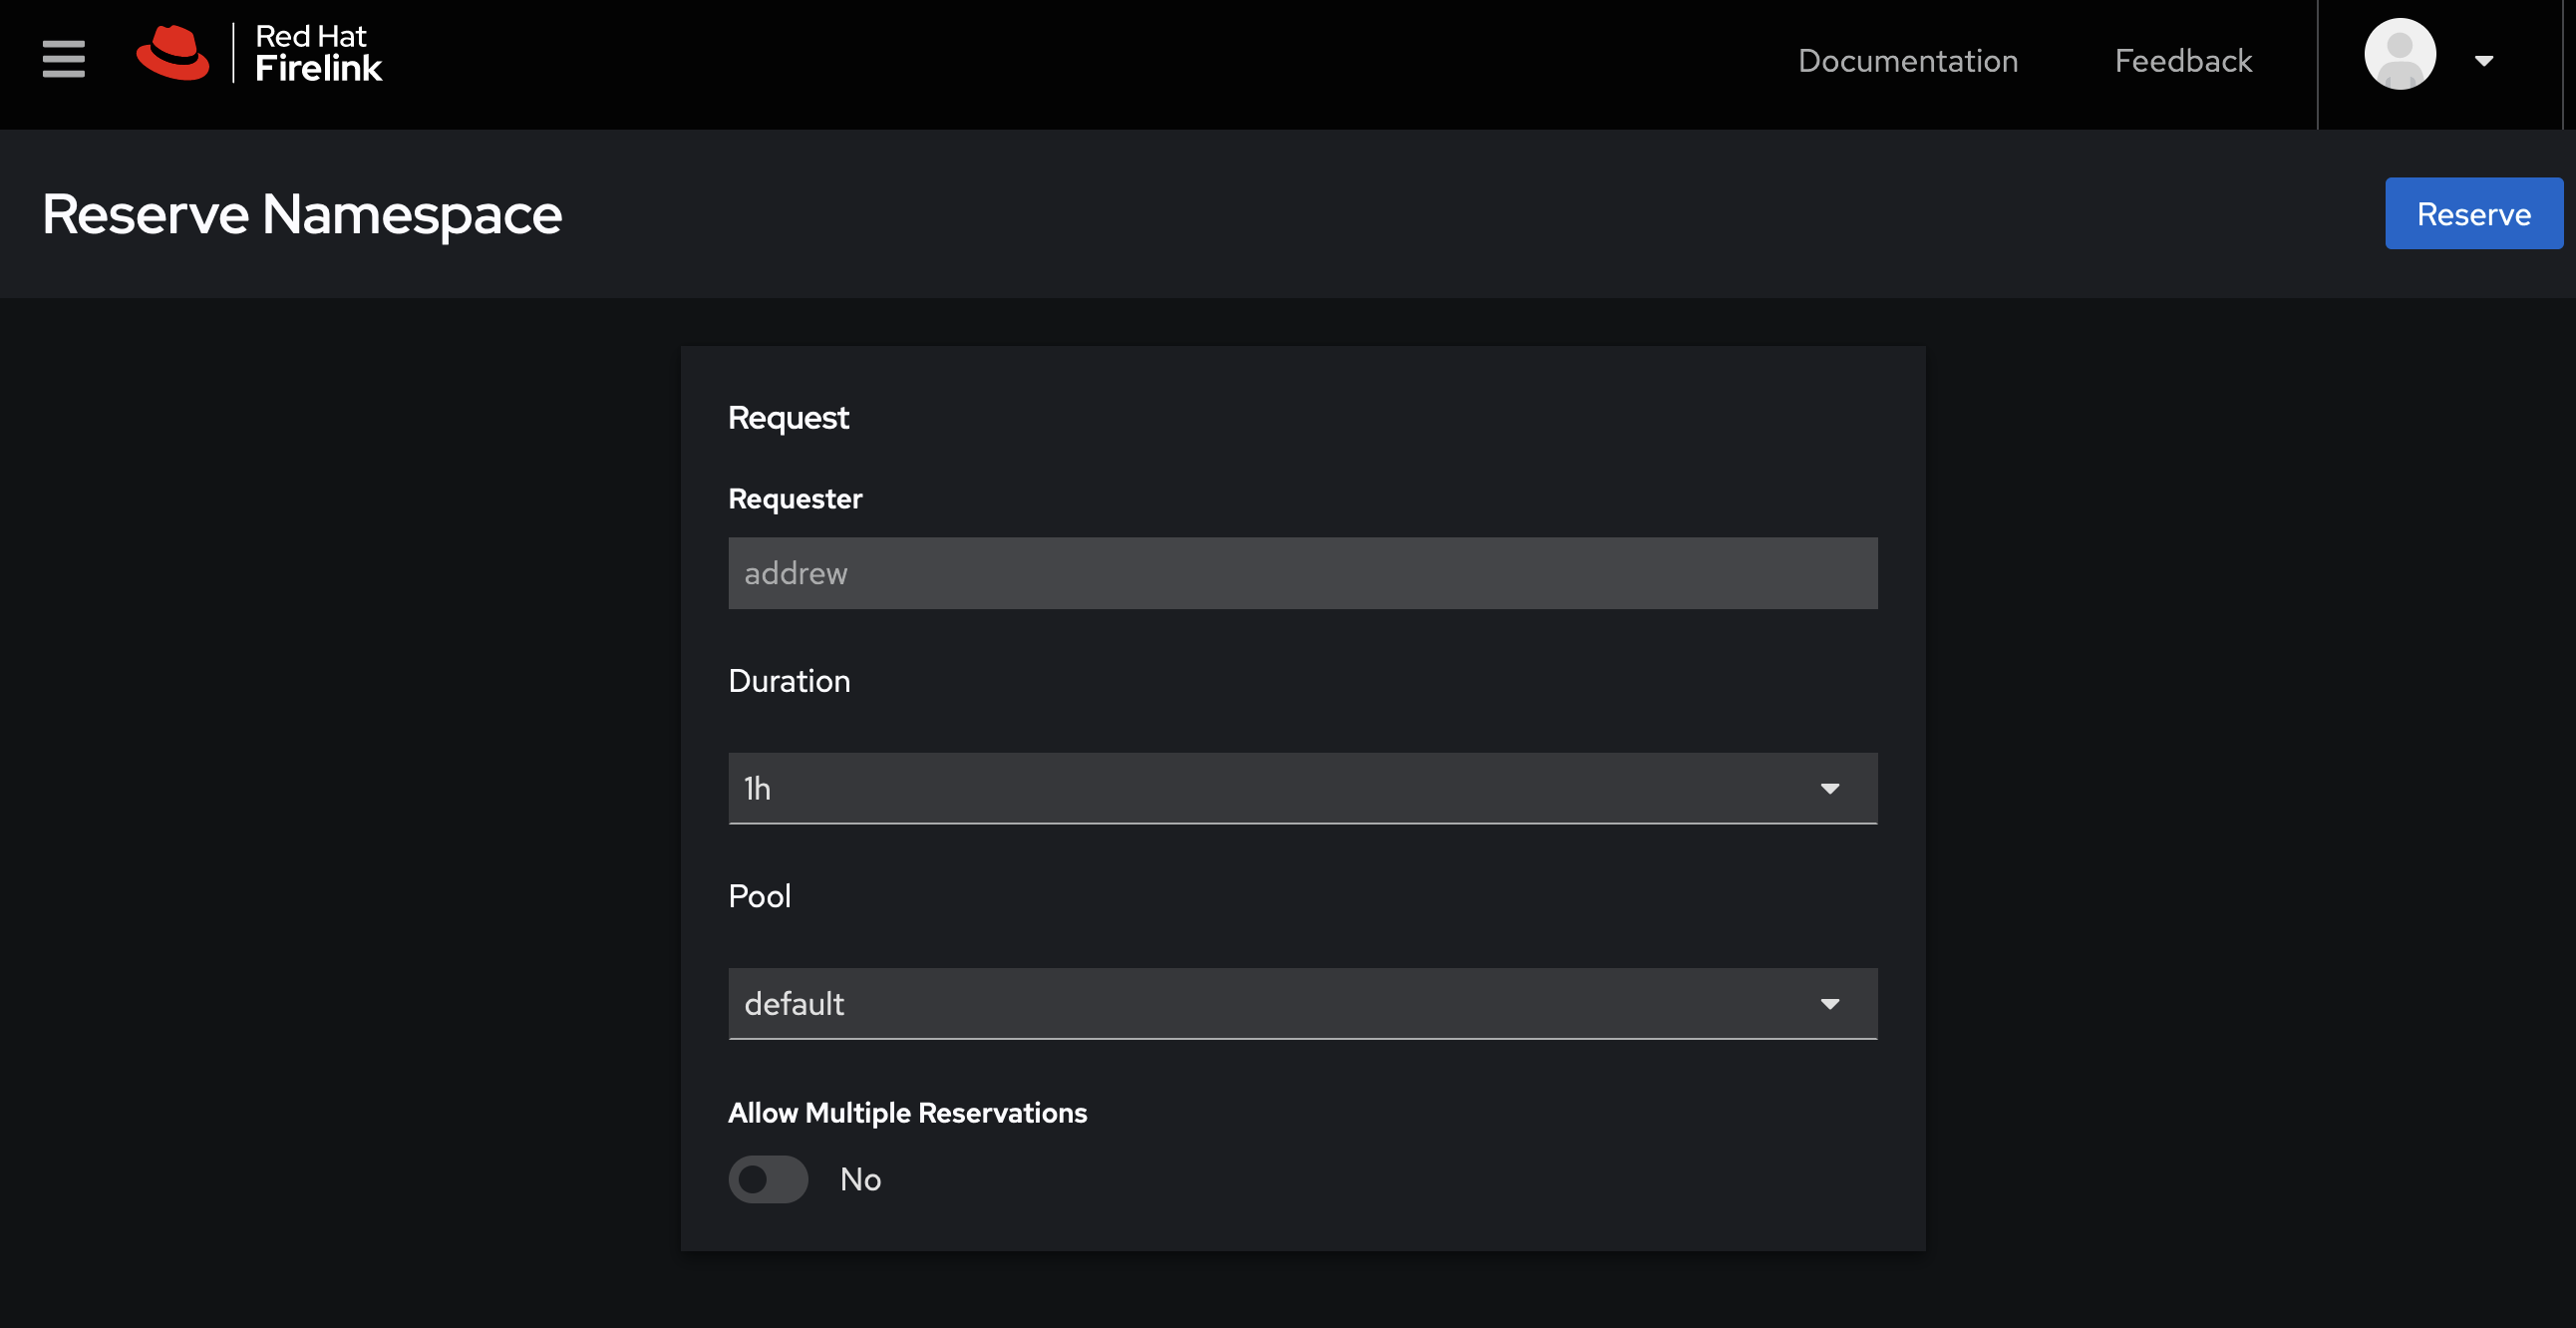 Red Hat
Firelink
Documentation
Feedback
Reserve Namespace
Reserve
Request
Requester
addrew
Duration
1h
Pool
default
Allow Multiple Reservations
No